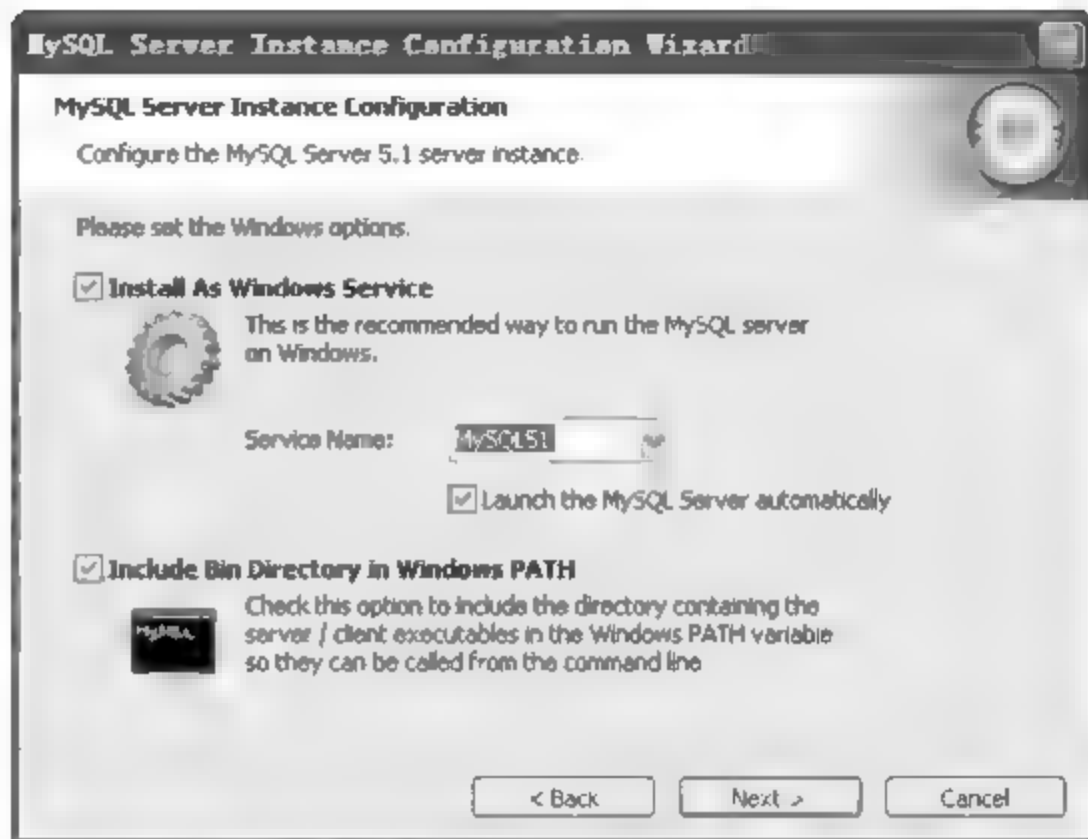 MySQL Server Instance Configuration Wizard
MySQL Server Instance Configuration
Configure the MySQL Server 5.1 server instance.
Please set the Windows options.
Install As Windows Service
This is the recommended way to run the MySQL server
on Windows.
Service Name:
MySQL51
Launch the MySQL Server automatically
Include Bin Directory in Windows PATH
Check this option to include the directory containing the
server / client executables in the Windows PATH variable
so they can be called from the command line
MySQL
< Back
Next >
Cancel